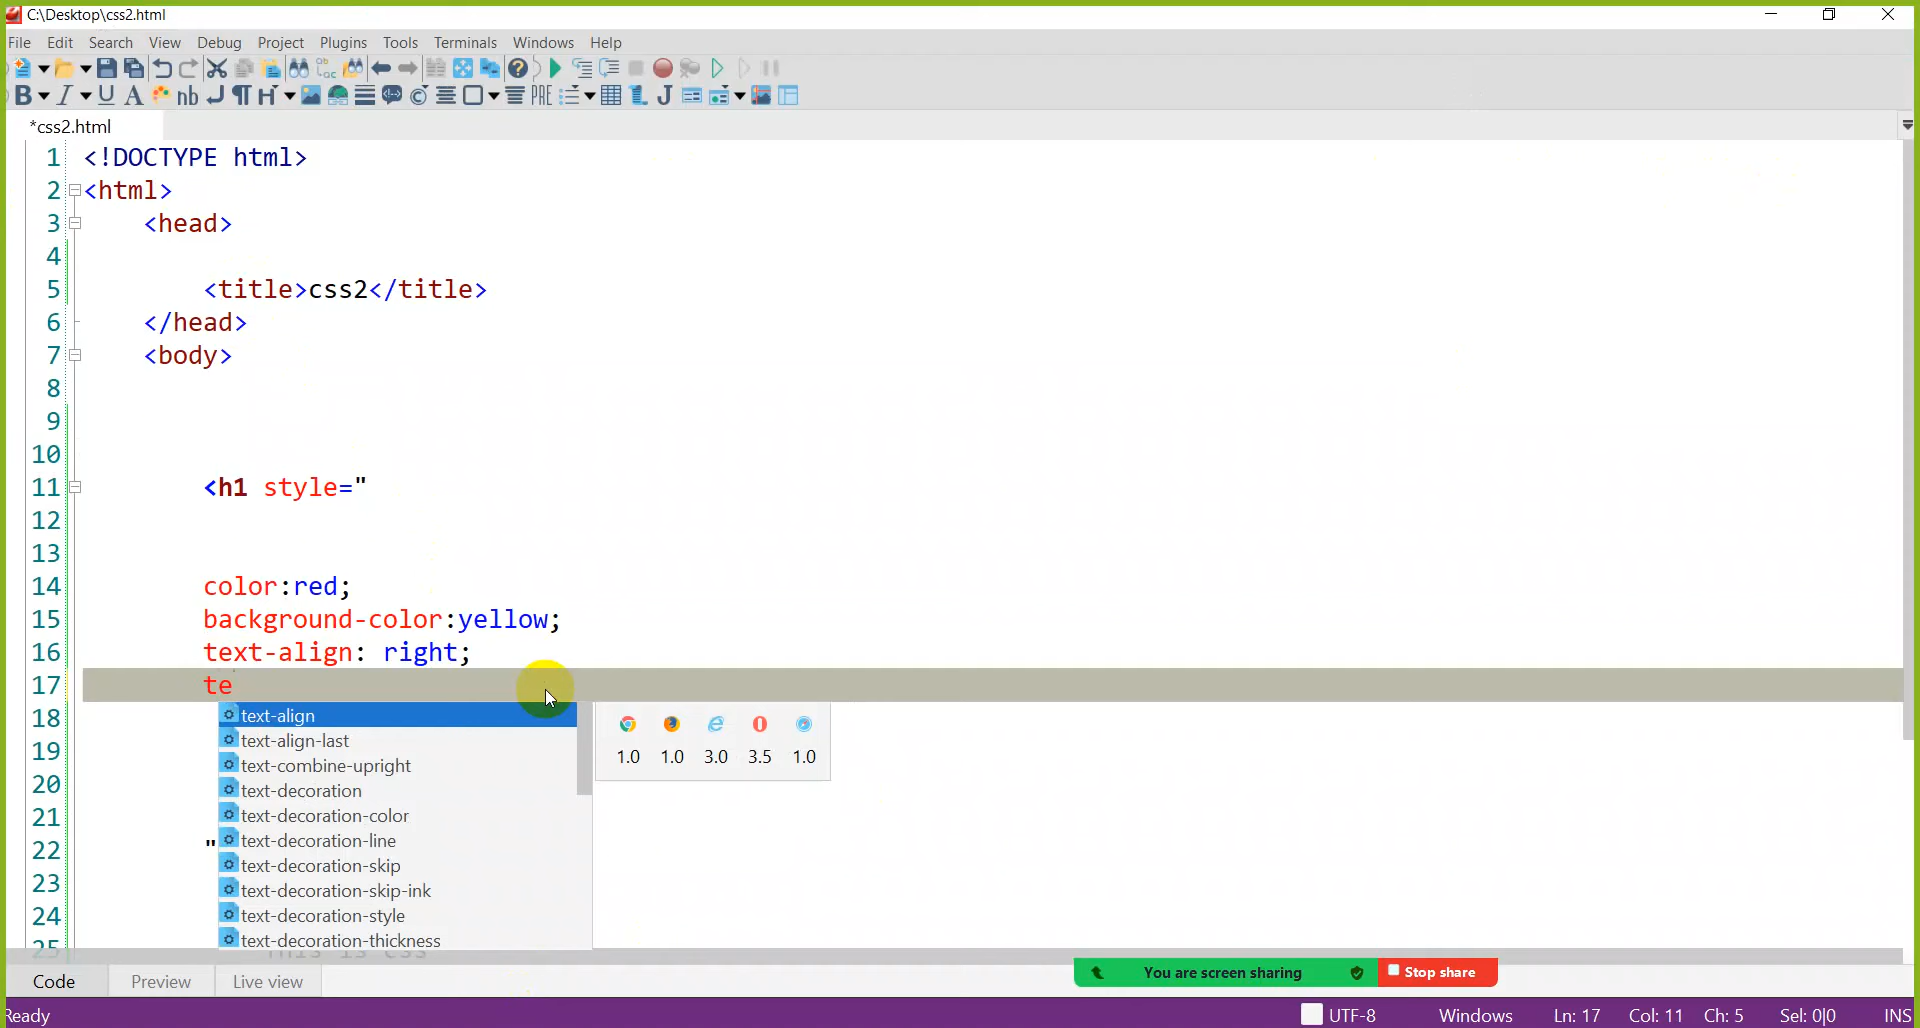 C:\Desktop\css2.html
File Edit Search View Debug Project Plugins Tools Terminals Windows Help
*css2.html
1 <!DOCTYPE html>
2 <html>
3 <head>
4
5 <title>css2</title>
6 </head>
7 <body>
8
9
10
11 <h1 style="
12
13
14 color:red;
15 background-color:yellow;
16 text-align: right;
17 te
18 text-align
1.0 1.0 3.0 3.5 1.0
19 text-align-last
text-combine-upright
20 text-decoration
21 text-decoration-color
22 " text-decoration-line
text-decoration-skip
23 text-decoration-skip-ink
24 text-decoration-style
25 text-decoration-thickness
This is css
Code Preview Live view
You are screen sharing Stop share
Ready UTF-8 Windows Ln: 17 Col: 11 Ch: 5 Sel: 0|0 INS